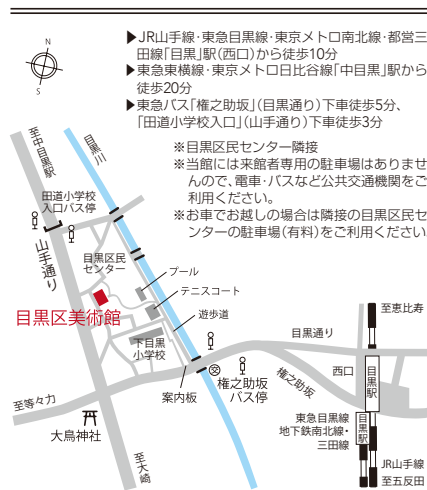 ▶JR山手線・東急目黒線・東京メトロ南北線・都営三
田線「目黒」駅(西口)から徒歩10分
▶東急東横線・東京メトロ日比谷線「中目黒」駅から
徒歩20分
▶東急バス「権之助坂」(目黒通り)下車徒歩5分、
「田道小学校入口」(山手通り)下車徒歩3分
※目黒区民センター隣接
※当館には来館者専用の駐車場はありませ
んので、電車・バスなど公共交通機関をご
利用ください。
※お車でお越しの場合は隣接の目黒区民セ
ンターの駐車場(有料)をご利用ください
N
S
至中目黒駅
目黒川
田道小学校
入口バス停
山手通り
目黒区民
センター
プール
テニスコート
遊歩道
目黒区美術館
下目黒
小学校
目黒通り
至恵比寿
西口
目黒駅
権之助坂
交
権之助坂
バス停
案内板
至等々力
大鳥神社
至大崎
東急目黒線
地下鉄南北線・
三田線
目黒駅
JR山手線
至五反田